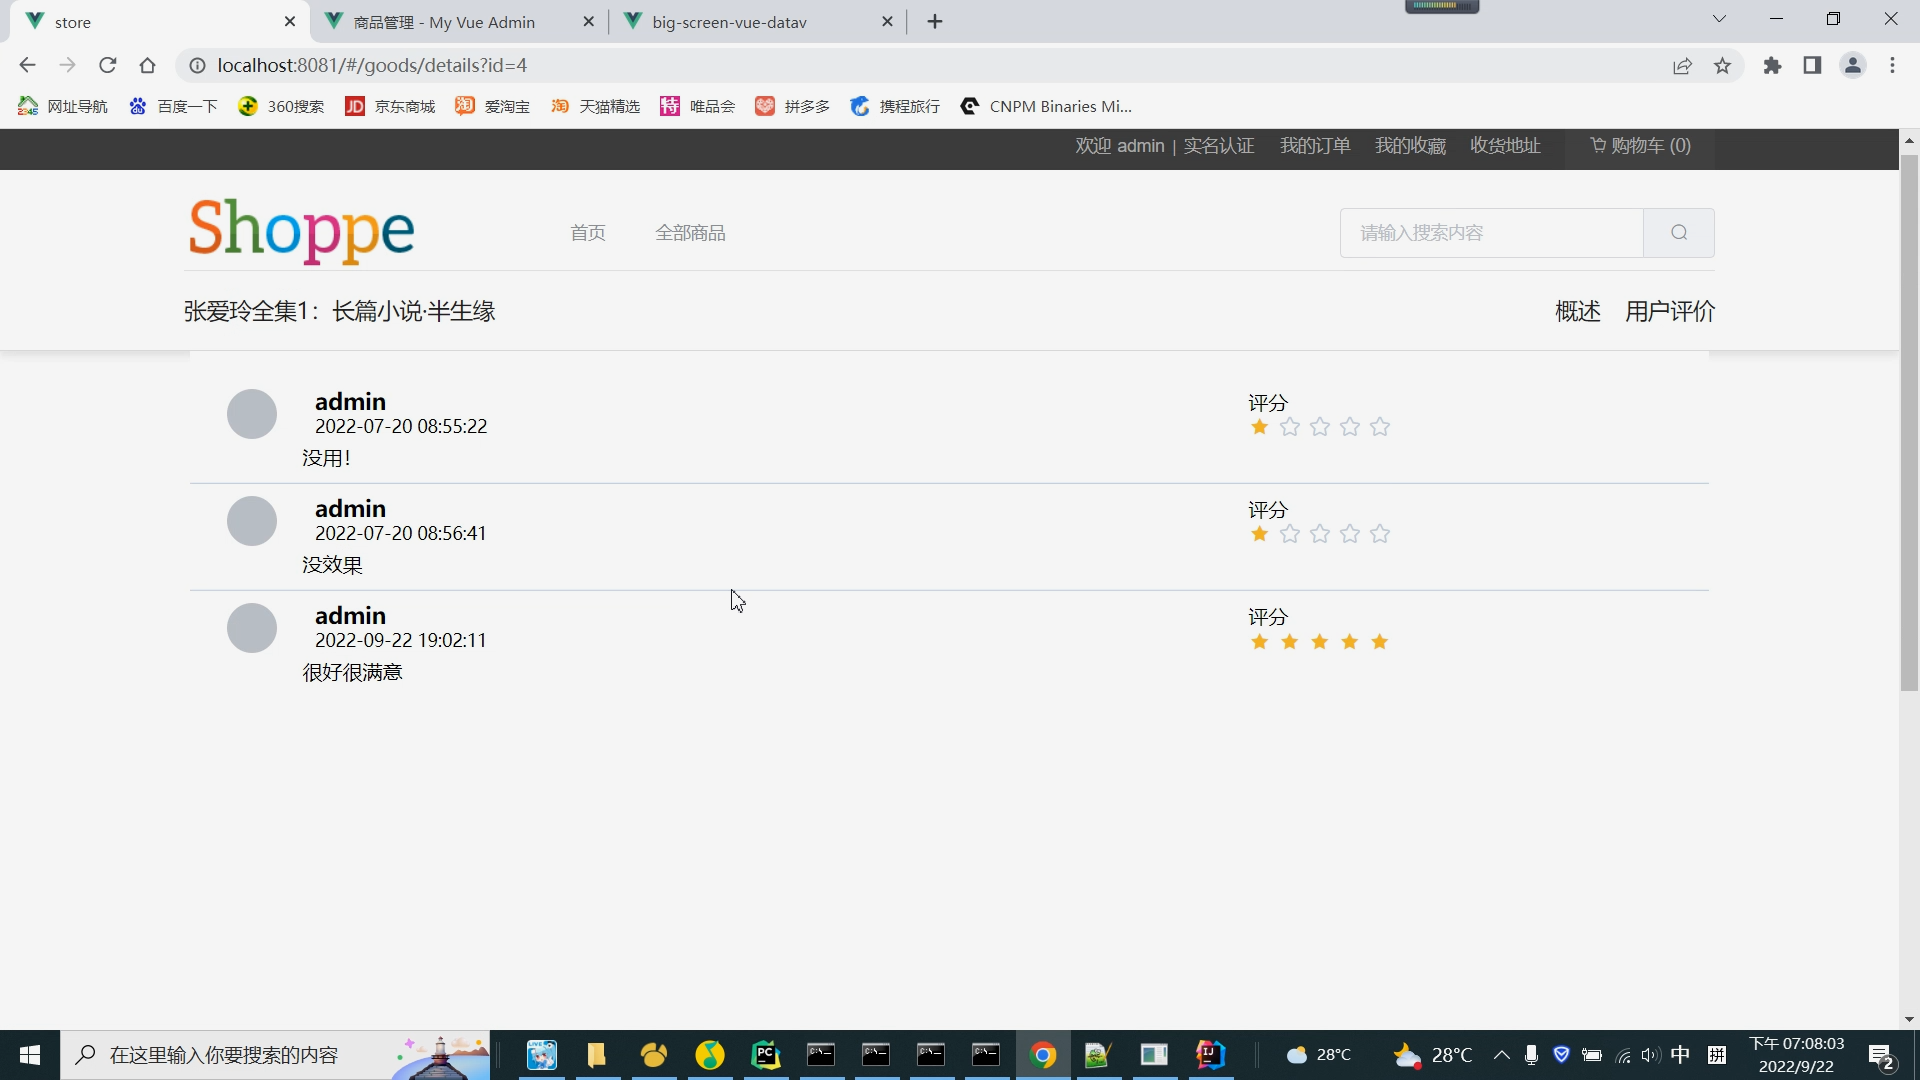 store
商品管理 - My Vue Admin
big-screen-vue-datav
localhost:8081/#/goods/details?id=4
网址导航
百度一下
360搜索
JD 京东商城
淘 爱淘宝
淘 天猫精选
特 唯品会
拼多多
携程旅行
CNPM Binaries Mi...
欢迎 admin | 实名认证 我的订单 我的收藏 收货地址 购物车 (0)
Shoppe
首页 全部商品
请输入搜索内容
张爱玲全集1：长篇小说·半生缘
概述 用户评价
admin
2022-07-20 08:55:22
没用！
评分
admin
2022-07-20 08:56:41
没效果
评分
admin
2022-09-22 19:02:11
很好很满意
评分
在这里输入你要搜索的内容
28°C
28°C
中
拼
下午 07:08:03
2022/9/22
2